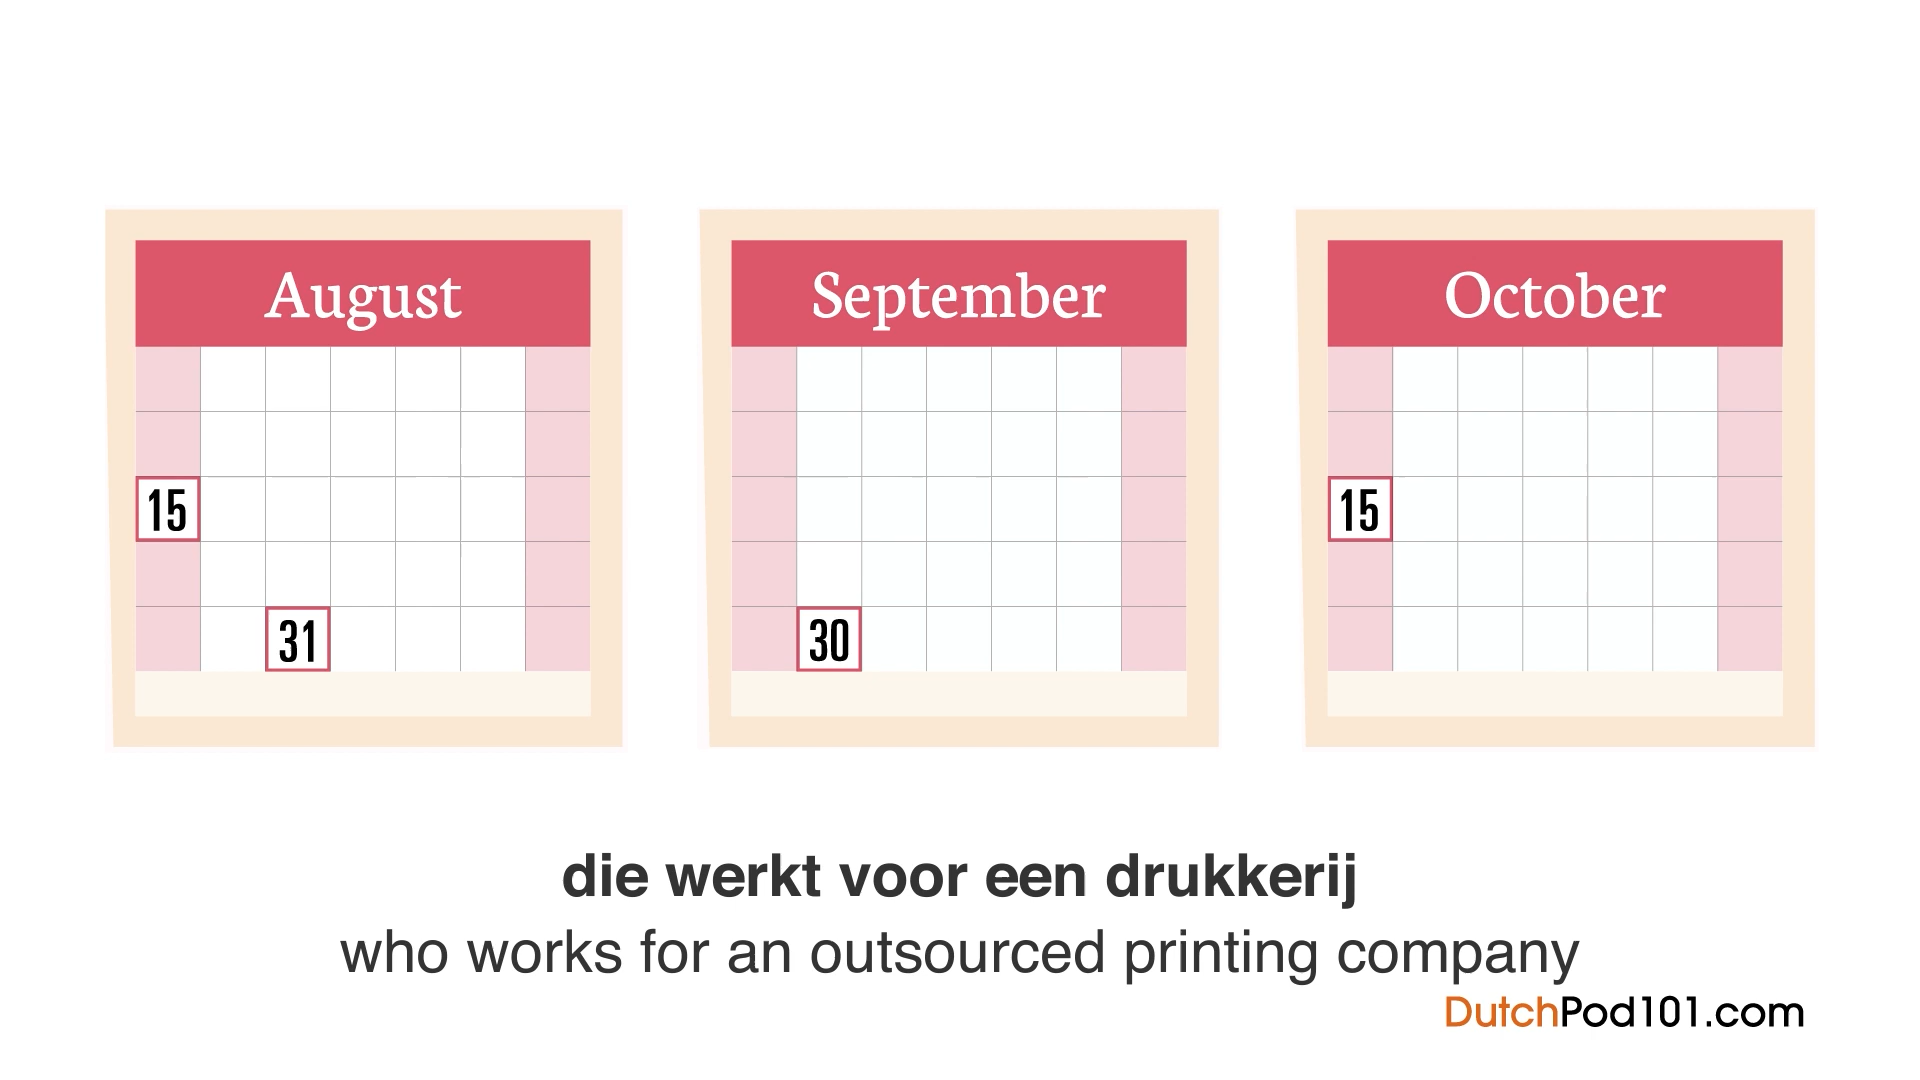 August
15
31
September
30
October
15
die werkt voor een drukkerij
who works for an outsourced printing company
DutchPod101.com